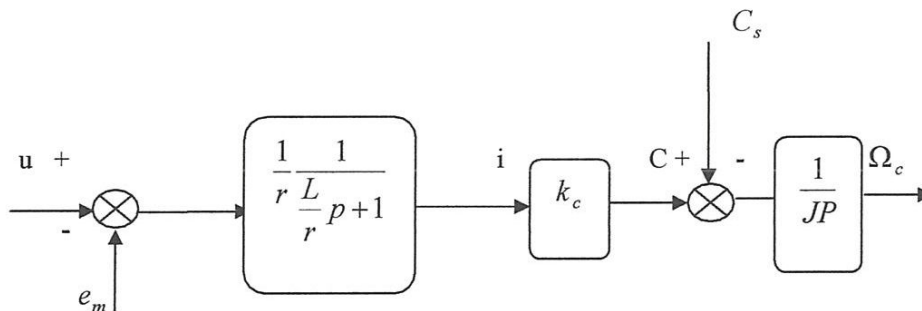 C_s
u +
1/r 1/(L/r p+1)
i
k_c
C +
-
1/JP
Ω_c
-
e_m